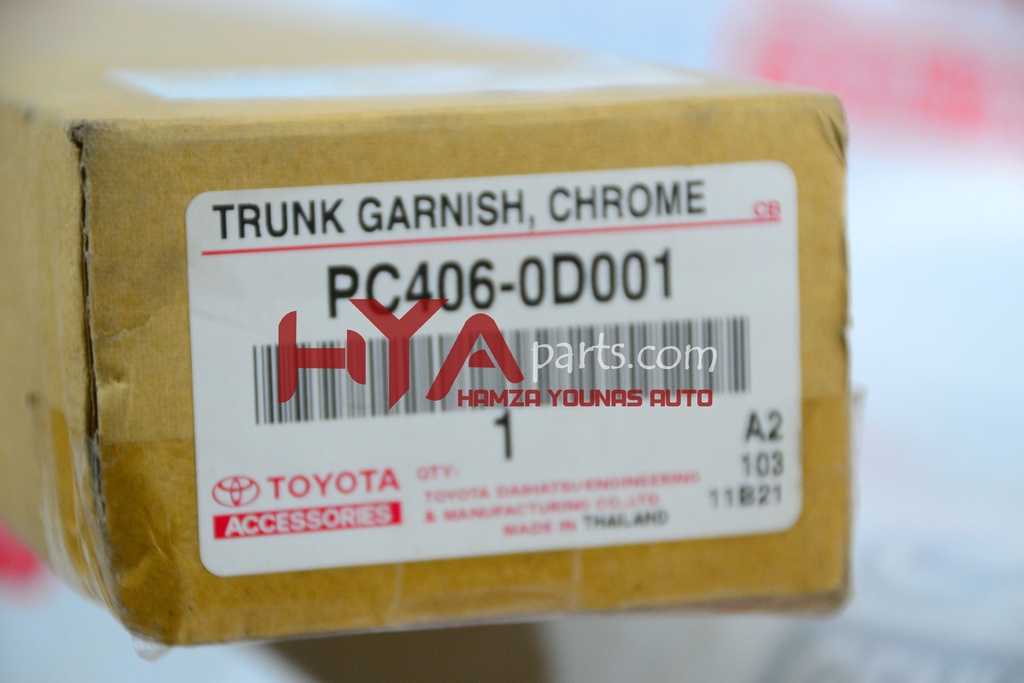 TRUNK GARNISH, CHROME
CB
PC406-0D001
HYA parts.com
HAMZA YOUNAS AUTO
1
A2
103
11B21
TOYOTA
ACCESSORIES
QTY:
TOYOTA DAIHATSU ENGINEERING
& MANUFACTURING CO., LTD.
MADE IN THAILAND